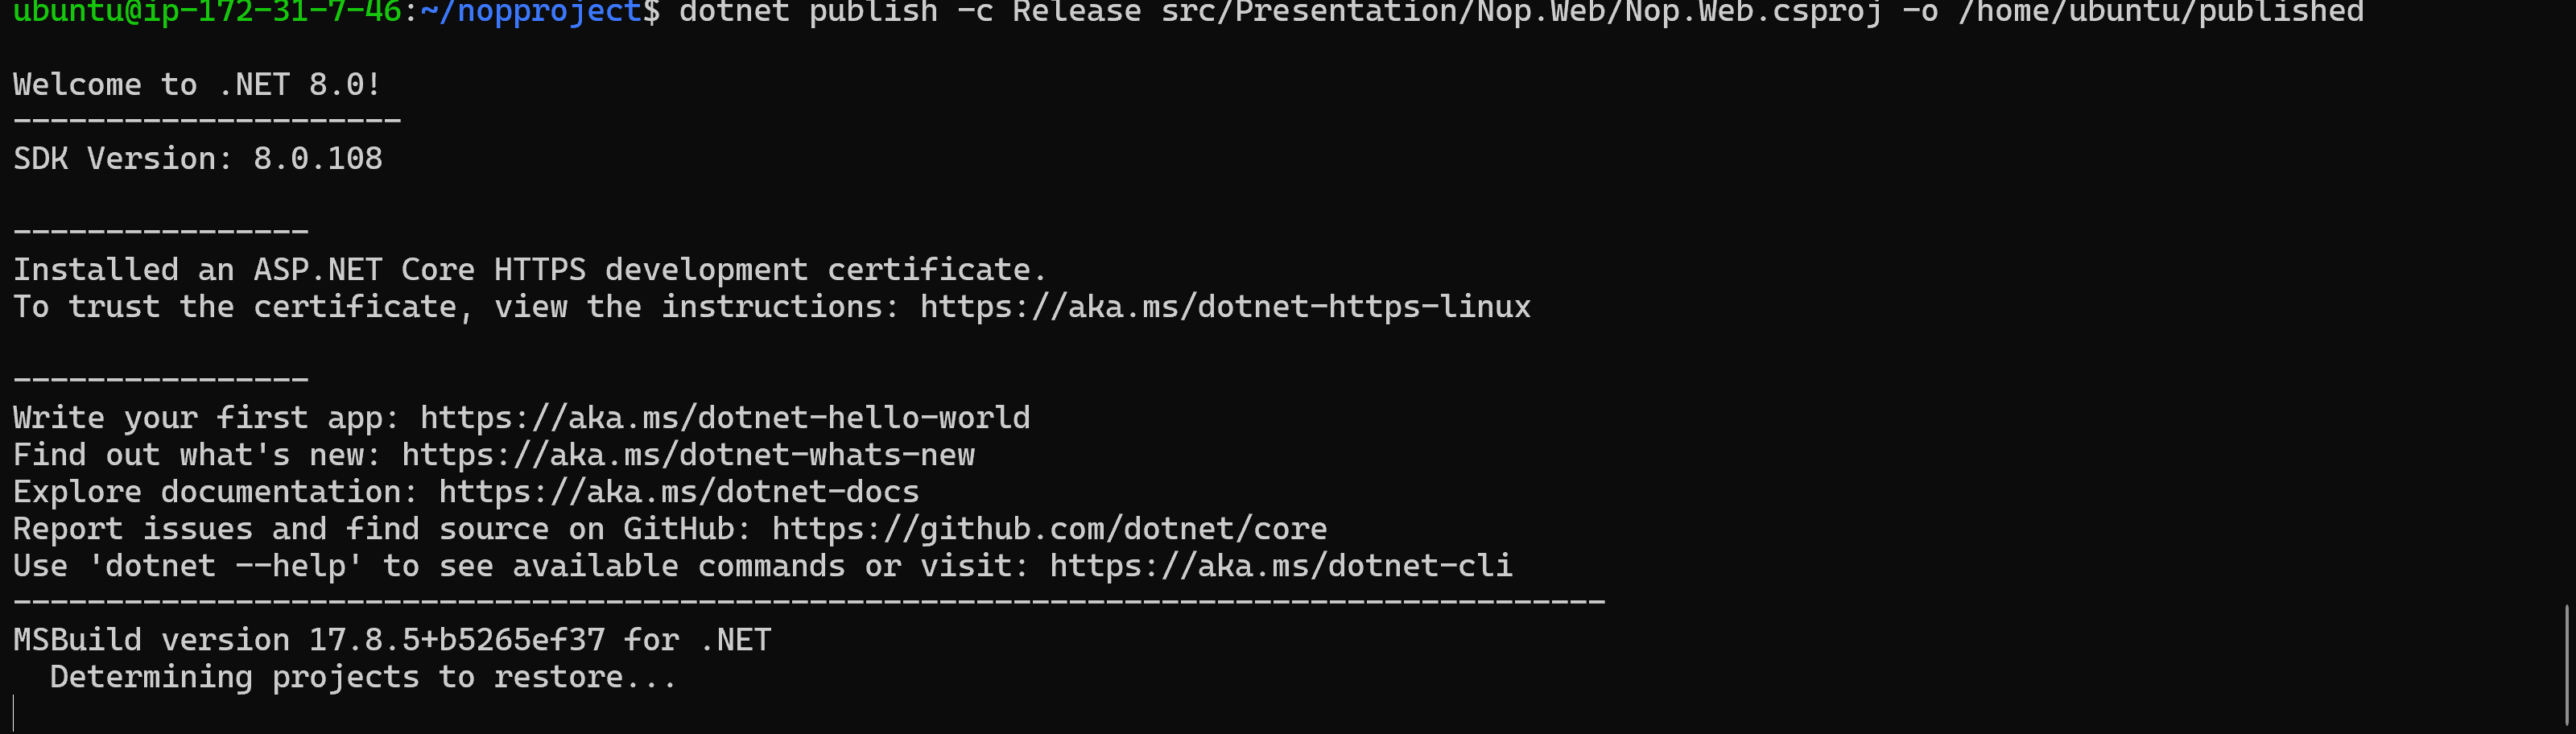 ubuntu@ip-172-31-7-46:~/nopproject$ dotnet publish -c Release src/Presentation/Nop.Web/Nop.Web.csproj -o /home/ubuntu/published
Welcome to .NET 8.0!
---------------------
SDK Version: 8.0.108
----------------
Installed an ASP.NET Core HTTPS development certificate.
To trust the certificate, view the instructions: https://aka.ms/dotnet-https-linux
----------------
Write your first app: https://aka.ms/dotnet-hello-world
Find out what's new: https://aka.ms/dotnet-whats-new
Explore documentation: https://aka.ms/dotnet-docs
Report issues and find source on GitHub: https://github.com/dotnet/core
Use 'dotnet --help' to see available commands or visit: https://aka.ms/dotnet-cli
--------------------------------------------------------------------------------------
MSBuild version 17.8.5+b5265ef37 for .NET
  Determining projects to restore...